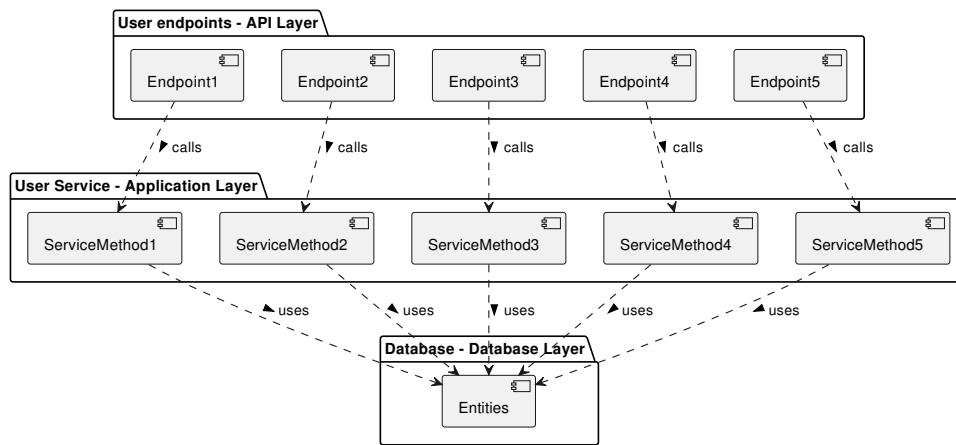 User endpoints - API Layer
Endpoint1 Endpoint2 Endpoint3 Endpoint4 Endpoint5
calls calls calls calls calls
User Service - Application Layer
ServiceMethod1 ServiceMethod2 ServiceMethod3 ServiceMethod4 ServiceMethod5
uses uses uses uses uses
Database - Database Layer
Entities